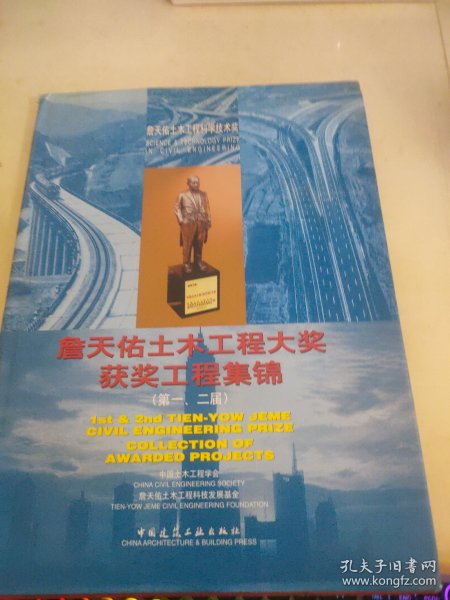 詹天佑土木工程科学技术奖
SCIENCE & TECHNOLOGY PRIZE
IN CIVIL ENGINEERING
詹天佑土木工程大奖
获奖工程集锦
(第一、二届)
1st & 2nd TIEN-YOW JEME
CIVIL ENGINEERING PRIZE
COLLECTION OF
AWARDED PROJECTS
中国土木工程学会
CHINA CIVIL ENGINEERING SOCIETY
詹天佑土木工程科技发展基金
TIEN-YOW JEME CIVIL ENGINEERING FOUNDATION
中国建筑工业出版社
CHINA ARCHITECTURE & BUILDING PRESS
孔夫子旧书网
www.kongfz.com